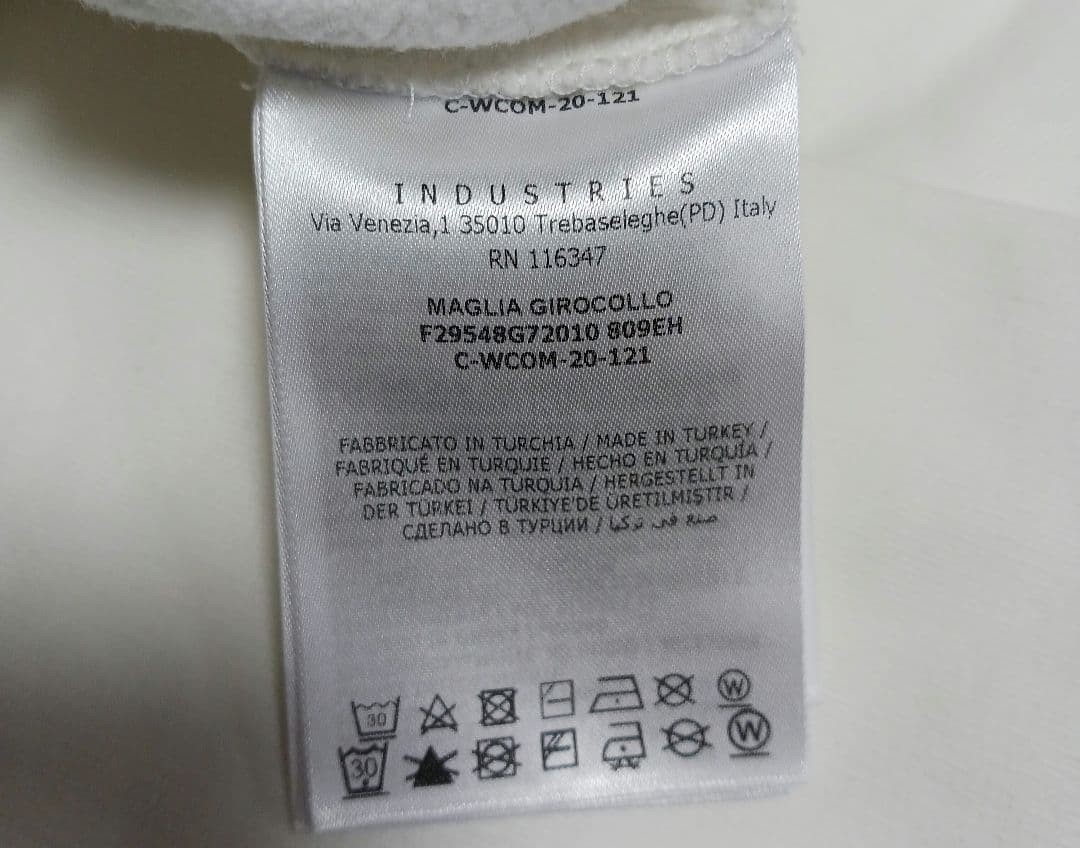 C-WCOM-20-121
INDUSTRIES
Via Venezia,1 35010 Trebaseleghe(PD) Italy
RN 116347
MAGLIA GIROCOLLO
F29548G72010 809EH
C-WCOM-20-121
FABBRICATO IN TURCHIA / MADE IN TURKEY /
FABRIQUÉ EN TURQUIE / HECHO EN TURQUÍA /
FABRICADO NA TURQUIA / HERGESTELLT IN
DER TÜRKEI / TÜRKIYE'DE ÜRETILMIŞTIR /
СДЕЛАНО В ТУРЦИИ / صنع في تركيا
30 W
30 W